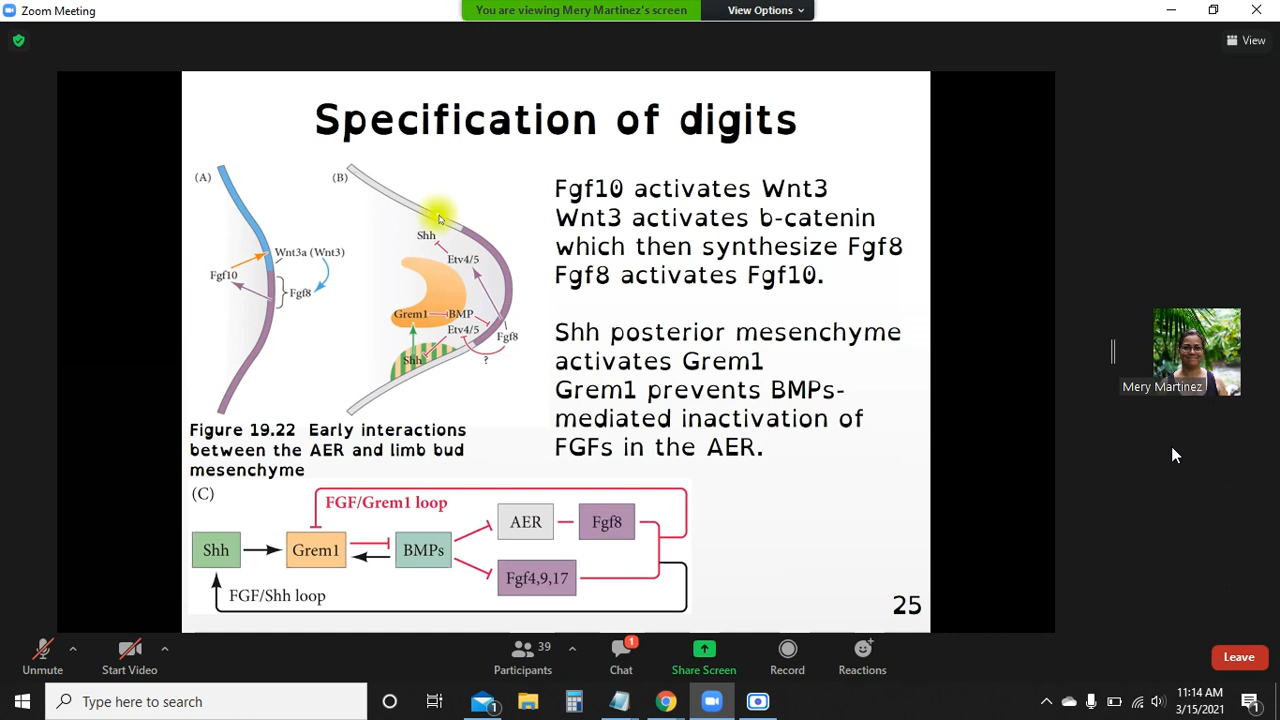 Zoom Meeting
You are viewing Mery Martinez's screen
View Options
View
Specification of digits
(A)
(B)
Fgf10 activates Wnt3
Wnt3 activates b-catenin
which then synthesize Fgf8
Fgf8 activates Fgf10.
Shh
Wnt3a (Wnt3)
Etv4/5
Fgf10
Fgf8
Grem1
BMP
Etv4/5
Fgf8
Shh
?
Shh posterior mesenchyme
activates Grem1
Grem1 prevents BMPs-
mediated inactivation of
FGFs in the AER.
Mery Martinez
Figure 19.22 Early interactions
between the AER and limb bud
mesenchyme
(C)
FGF/Grem1 loop
AER
Fgf8
Shh
Grem1
BMPs
Fgf4,9,17
FGF/Shh loop
25
Unmute
Start Video
39
Participants
1
Chat
Share Screen
Record
Reactions
Leave
Type here to search
1
11:14 AM
3/15/2021
1